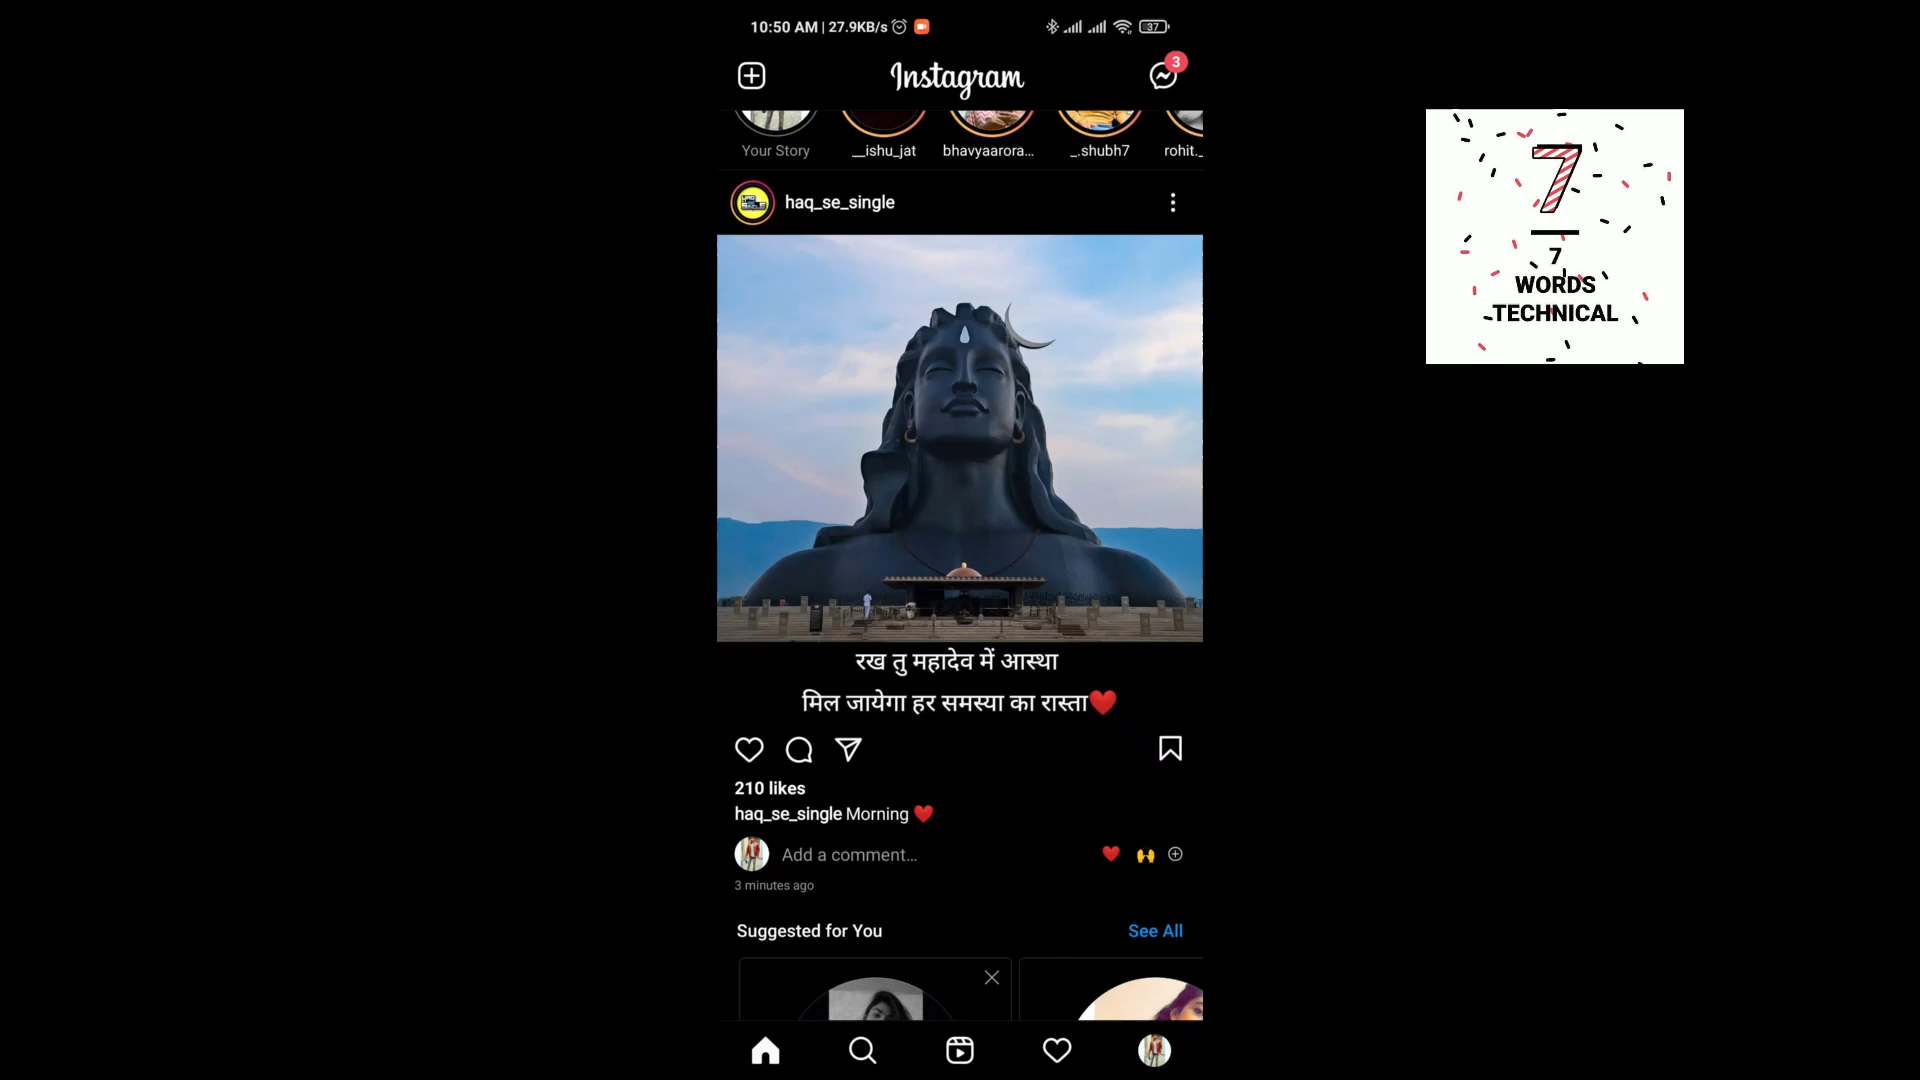 10:50 AM | 27.9KB/s
37
Instagram
3
Your Story
__ishu_jat
bhavyaarora...
_.shubh7
rohit._
haq_se_single
रख तु महादेव में आस्था
मिल जायेगा हर समस्या का रास्ता❤️
210 likes
haq_se_single Morning ❤️
Add a comment...
3 minutes ago
Suggested for You
See All
7
7
WORDS
TECHNICAL